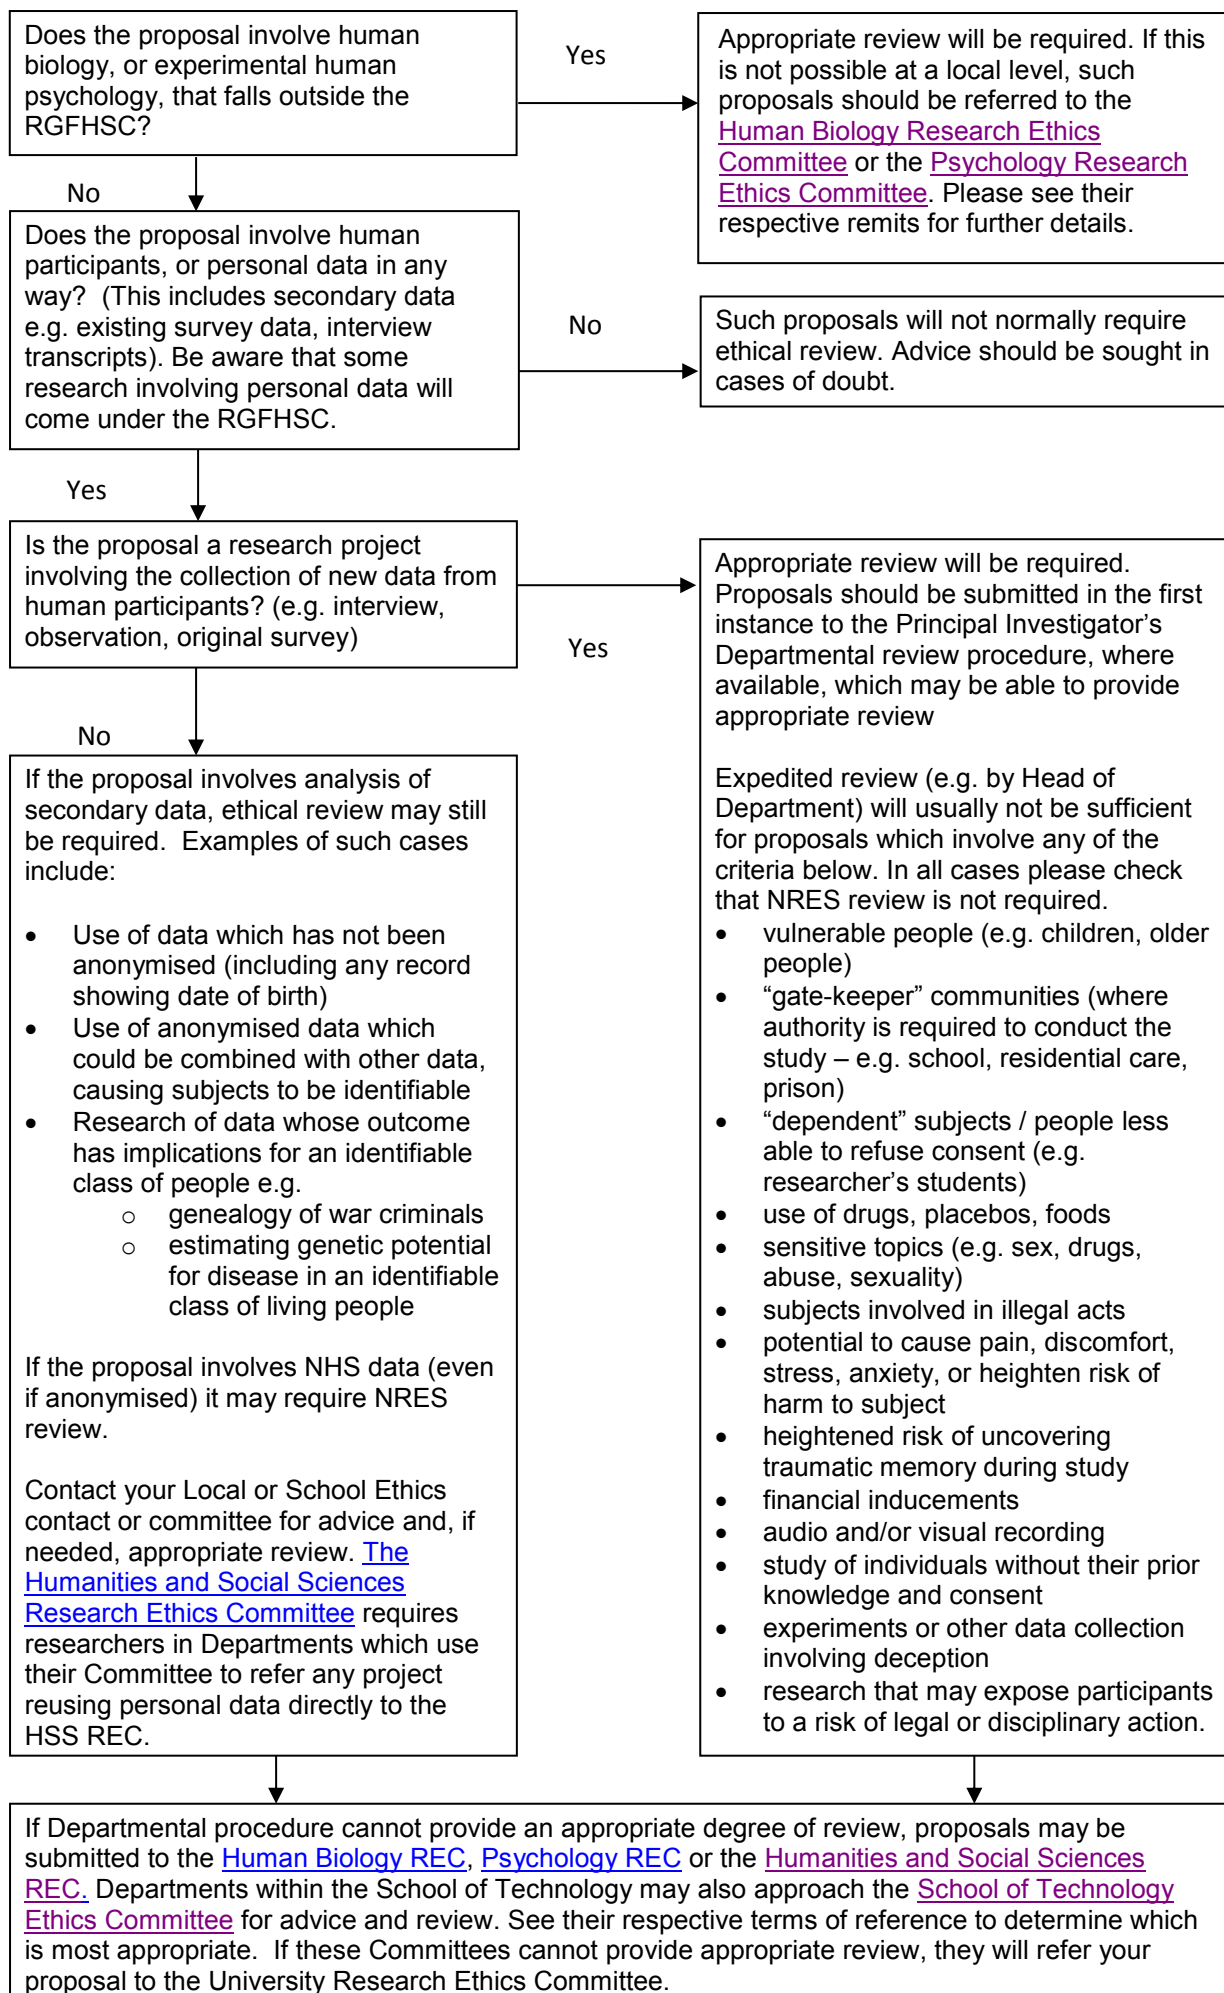 Does the proposal involve human
biology, or experimental human
psychology, that falls outside the
RGFHSC?
Yes
Appropriate review will be required. If this
is not possible at a local level, such
proposals should be referred to the
Human Biology Research Ethics
Committee or the Psychology Research
Ethics Committee. Please see their
respective remits for further details.
No
Does the proposal involve human
participants, or personal data in any
way?  (This includes secondary data
e.g. existing survey data, interview
transcripts). Be aware that some
research involving personal data will
come under the RGFHSC.
No
Such proposals will not normally require
ethical review. Advice should be sought in
cases of doubt.
Yes
Is the proposal a research project
involving the collection of new data from
human participants? (e.g. interview,
observation, original survey)
Yes
Appropriate review will be required.
Proposals should be submitted in the first
instance to the Principal Investigator’s
Departmental review procedure, where
available, which may be able to provide
appropriate review
Expedited review (e.g. by Head of
Department) will usually not be sufficient
for proposals which involve any of the
criteria below. In all cases please check
that NRES review is not required.
• vulnerable people (e.g. children, older
people)
• “gate-keeper” communities (where
authority is required to conduct the
study – e.g. school, residential care,
prison)
• “dependent” subjects / people less
able to refuse consent (e.g.
researcher’s students)
• use of drugs, placebos, foods
• sensitive topics (e.g. sex, drugs,
abuse, sexuality)
• subjects involved in illegal acts
• potential to cause pain, discomfort,
stress, anxiety, or heighten risk of
harm to subject
• heightened risk of uncovering
traumatic memory during study
• financial inducements
• audio and/or visual recording
• study of individuals without their prior
knowledge and consent
• experiments or other data collection
involving deception
• research that may expose participants
to a risk of legal or disciplinary action.
No
If the proposal involves analysis of
secondary data, ethical review may still
be required.  Examples of such cases
include:
• Use of data which has not been
anonymised (including any record
showing date of birth)
• Use of anonymised data which
could be combined with other data,
causing subjects to be identifiable
• Research of data whose outcome
has implications for an identifiable
class of people e.g.
o genealogy of war criminals
o estimating genetic potential
for disease in an identifiable
class of living people
If the proposal involves NHS data (even
if anonymised) it may require NRES
review.
Contact your Local or School Ethics
contact or committee for advice and, if
needed, appropriate review. The
Humanities and Social Sciences
Research Ethics Committee requires
researchers in Departments which use
their Committee to refer any project
reusing personal data directly to the
HSS REC.
If Departmental procedure cannot provide an appropriate degree of review, proposals may be
submitted to the Human Biology REC, Psychology REC or the Humanities and Social Sciences
REC. Departments within the School of Technology may also approach the School of Technology
Ethics Committee for advice and review. See their respective terms of reference to determine which
is most appropriate.  If these Committees cannot provide appropriate review, they will refer your
proposal to the University Research Ethics Committee.